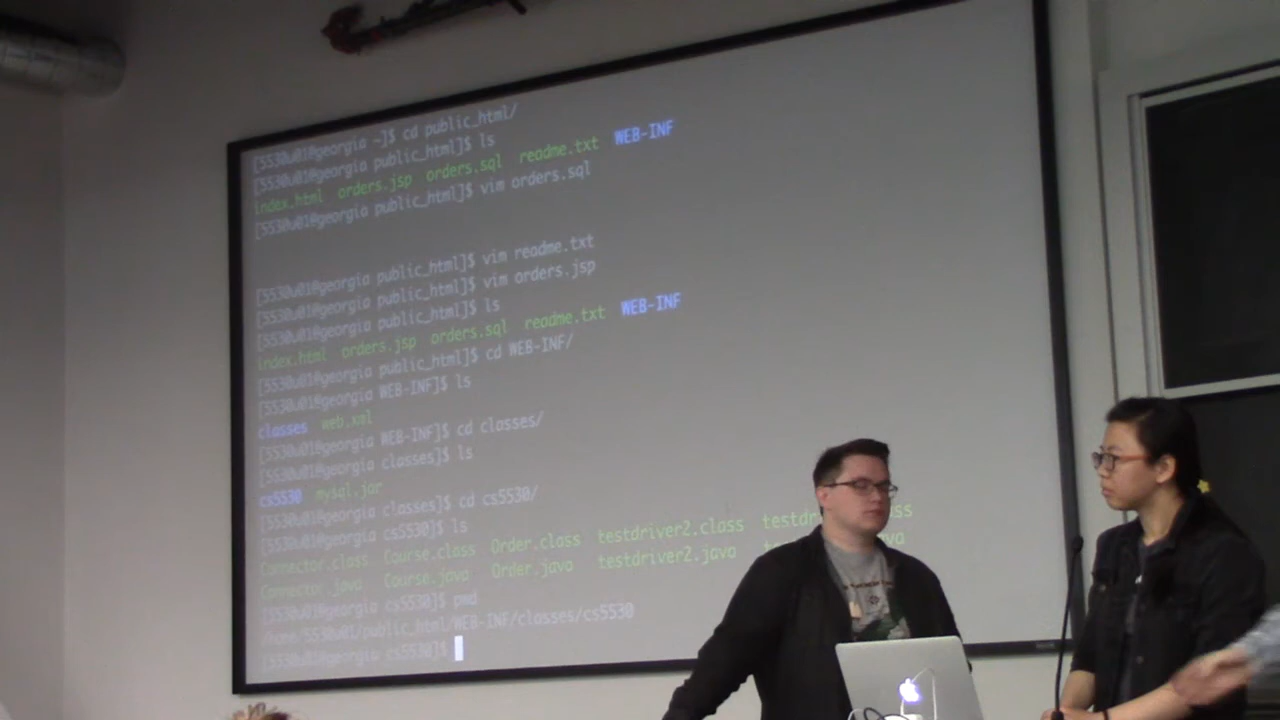 [5530u01@georgia ~]$ cd public_html/
[5530u01@georgia public_html]$ ls
index.html orders.jsp orders.sql readme.txt WEB-INF
[5530u01@georgia public_html]$ vim orders.sql
[5530u01@georgia public_html]$ vim readme.txt
[5530u01@georgia public_html]$ vim orders.jsp
[5530u01@georgia public_html]$ ls
index.html orders.jsp orders.sql readme.txt WEB-INF
[5530u01@georgia public_html]$ cd WEB-INF/
[5530u01@georgia WEB-INF]$ ls
classes web.xml
[5530u01@georgia WEB-INF]$ cd classes/
[5530u01@georgia classes]$ ls
cs5530 mysql.jar
[5530u01@georgia classes]$ cd cs5530/
[5530u01@georgia cs5530]$ ls
Connector.class Course.class Order.class testdriver2.class
Connector.java Course.java Order.java testdriver2.java
[5530u01@georgia cs5530]$ pwd
/home/5530u01/public_html/WEB-INF/classes/cs5530
[5530u01@georgia cs5530]$